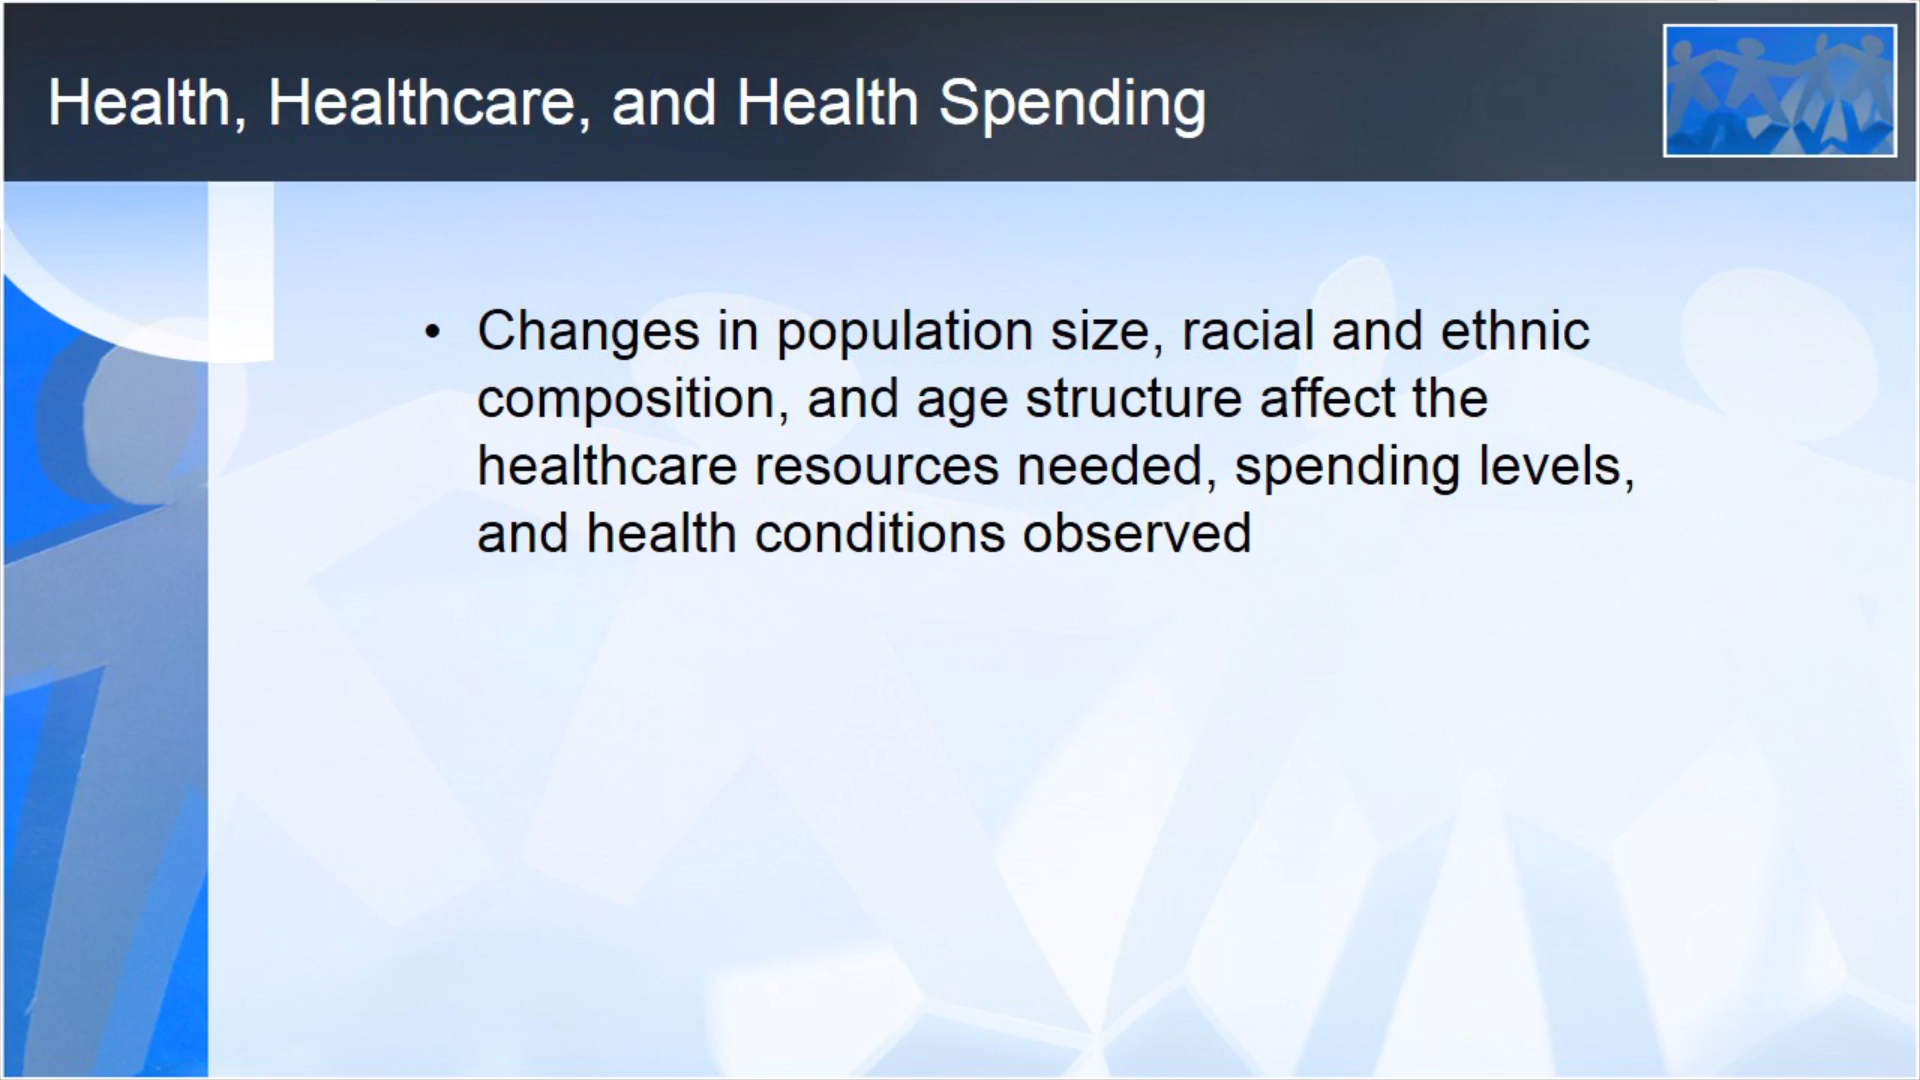 Health, Healthcare, and Health Spending
• Changes in population size, racial and ethnic
composition, and age structure affect the
healthcare resources needed, spending levels,
and health conditions observed